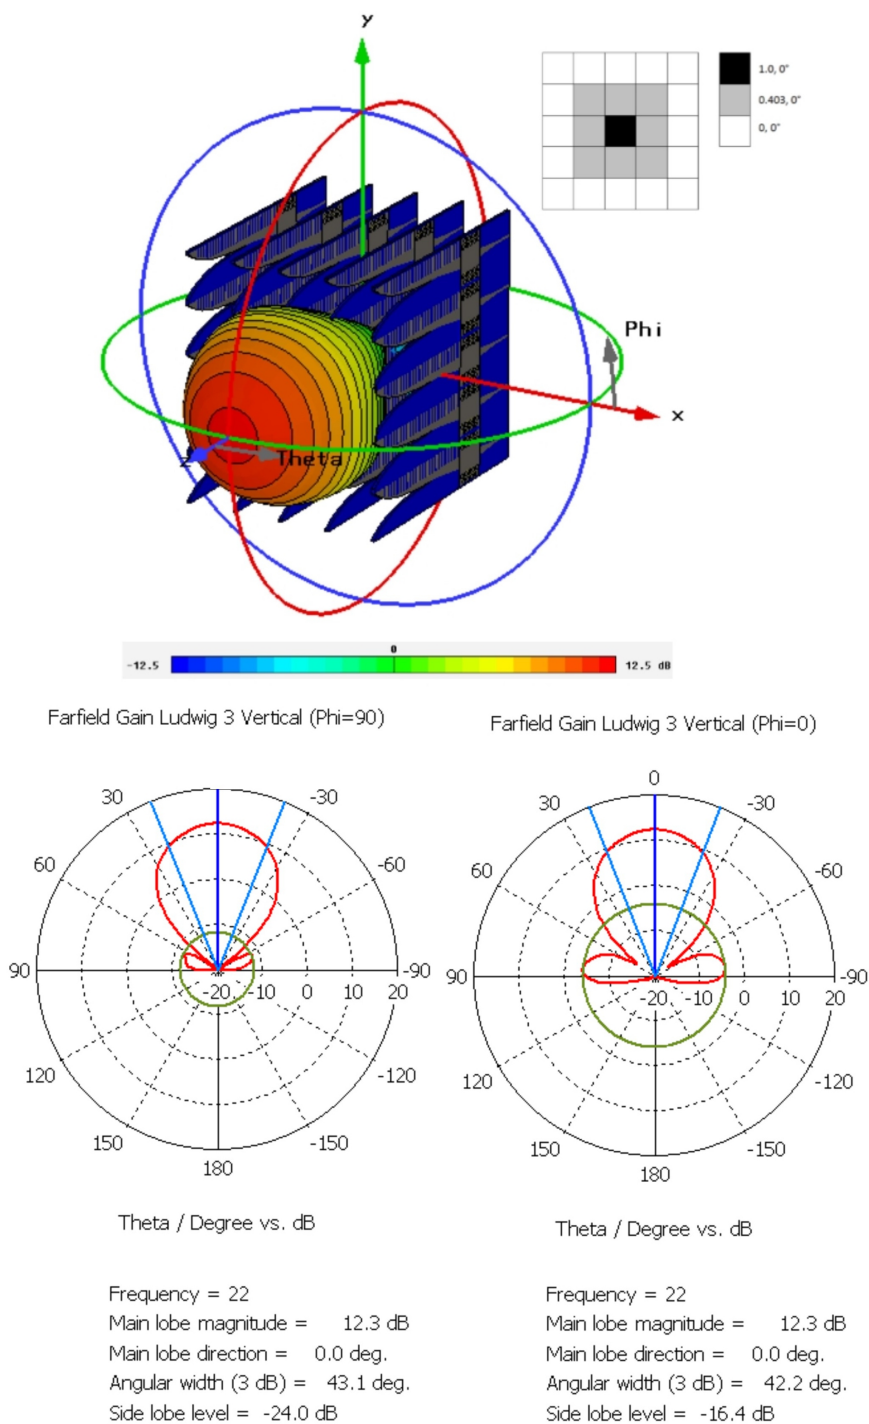 y
1.0, 0°
0.403, 0°
0, 0°
Phi
x
z
Theta
0
-12.5
12.5 dB
Farfield Gain Ludwig 3 Vertical (Phi=90)
30
-30
60
-60
90
-90
-20
-10
0
10
20
120
-120
150
-150
180
Theta / Degree vs. dB
Frequency = 22
Main lobe magnitude = 12.3 dB
Main lobe direction = 0.0 deg.
Angular width (3 dB) = 43.1 deg.
Side lobe level = -24.0 dB
Farfield Gain Ludwig 3 Vertical (Phi=0)
0
30
-30
60
-60
90
-90
-20
-10
0
10
20
120
-120
150
-150
180
Theta / Degree vs. dB
Frequency = 22
Main lobe magnitude = 12.3 dB
Main lobe direction = 0.0 deg.
Angular width (3 dB) = 42.2 deg.
Side lobe level = -16.4 dB